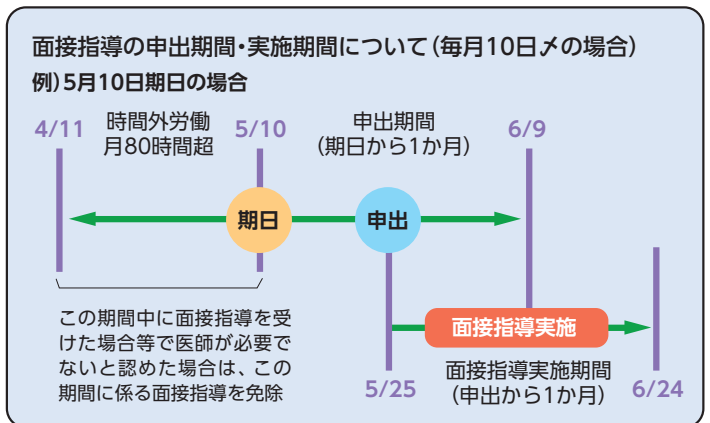 面接指導の申出期間・実施期間について（毎月10日〆の場合）
例）5月10日期日の場合
4/11
時間外労働
月80時間超
5/10
申出期間
（期日から1か月）
6/9
期日
申出
この期間中に面接指導を受
けた場合等で医師が必要で
ないと認めた場合は、この
期間に係る面接指導を免除
面接指導実施
5/25
面接指導実施期間
（申出から1か月）
6/24